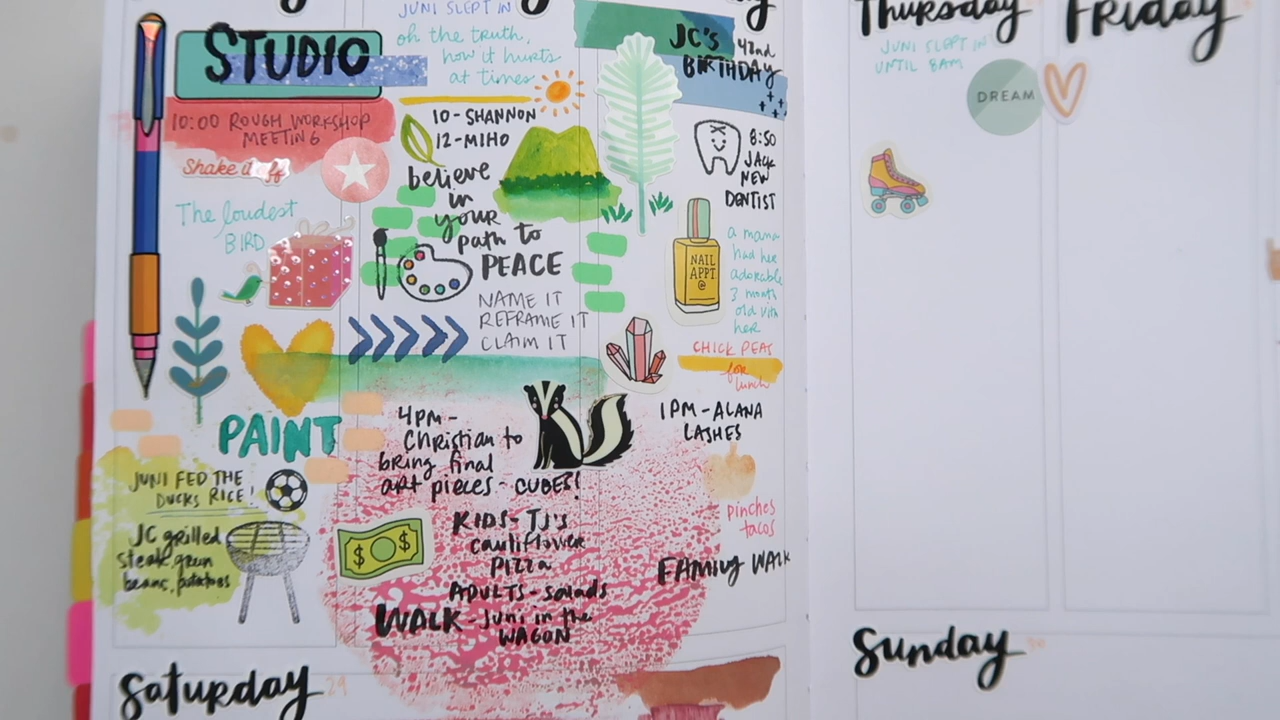 STUDIO
10:00 ROUGH WORKSHOP
MEETING
Shake it off
The loudest
BIRD
PAINT
JUNI FED THE
DUCKS RICE!
JC grilled
steak, green
beans, potatoes
JUNI SLEPT IN
oh the truth,
how it hurts
at times
10-SHANNON
12-MIHO
believe
in
your
path to
PEACE
NAME IT
REFRAME IT
CLAIM IT
4PM-
Christian to
bring final
art pieces - CUBES!
$ $
KIDS-TJ's
cauliflower
pizza
ADULTS-salads
WALK-Juni in the
WAGON
JC's 42nd
BIRTHDAY
8:50
JACK
NEW
DENTIST
NAIL
APPT.
@
a mama
had her
adorable
3 month
old with
her
CHICK PEAS
for
lunch
1PM-ALANA
LASHES
pinches
tacos
FAMILY WALK
Thursday
JUNI SLEPT IN
UNTIL 8AM
DREAM
Friday
Saturday 29
Sunday